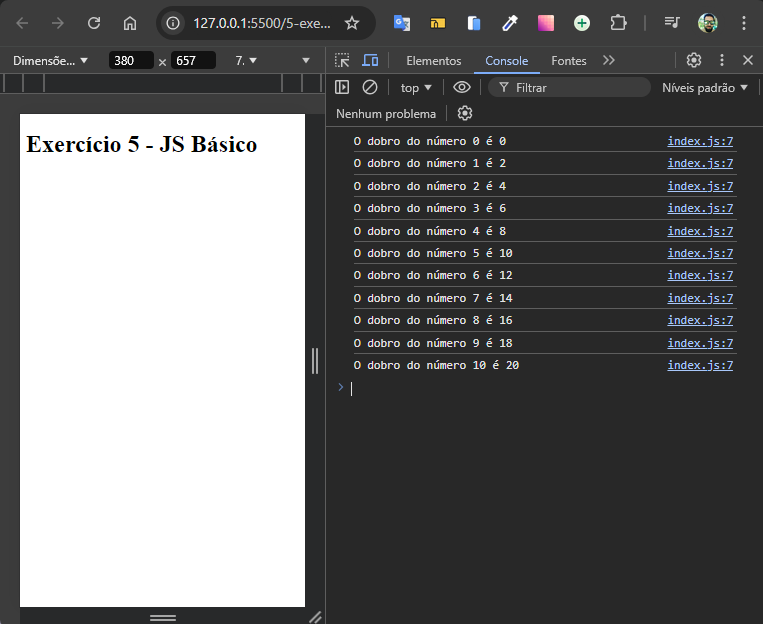 127.0.0.1:5500/5-exe...
Dimensõe... 380 × 657 7.
Elementos Console Fontes
top Filtrar Níveis padrão
Nenhum problema
Exercício 5 - JS Básico
O dobro do número 0 é 0 index.js:7
O dobro do número 1 é 2 index.js:7
O dobro do número 2 é 4 index.js:7
O dobro do número 3 é 6 index.js:7
O dobro do número 4 é 8 index.js:7
O dobro do número 5 é 10 index.js:7
O dobro do número 6 é 12 index.js:7
O dobro do número 7 é 14 index.js:7
O dobro do número 8 é 16 index.js:7
O dobro do número 9 é 18 index.js:7
O dobro do número 10 é 20 index.js:7